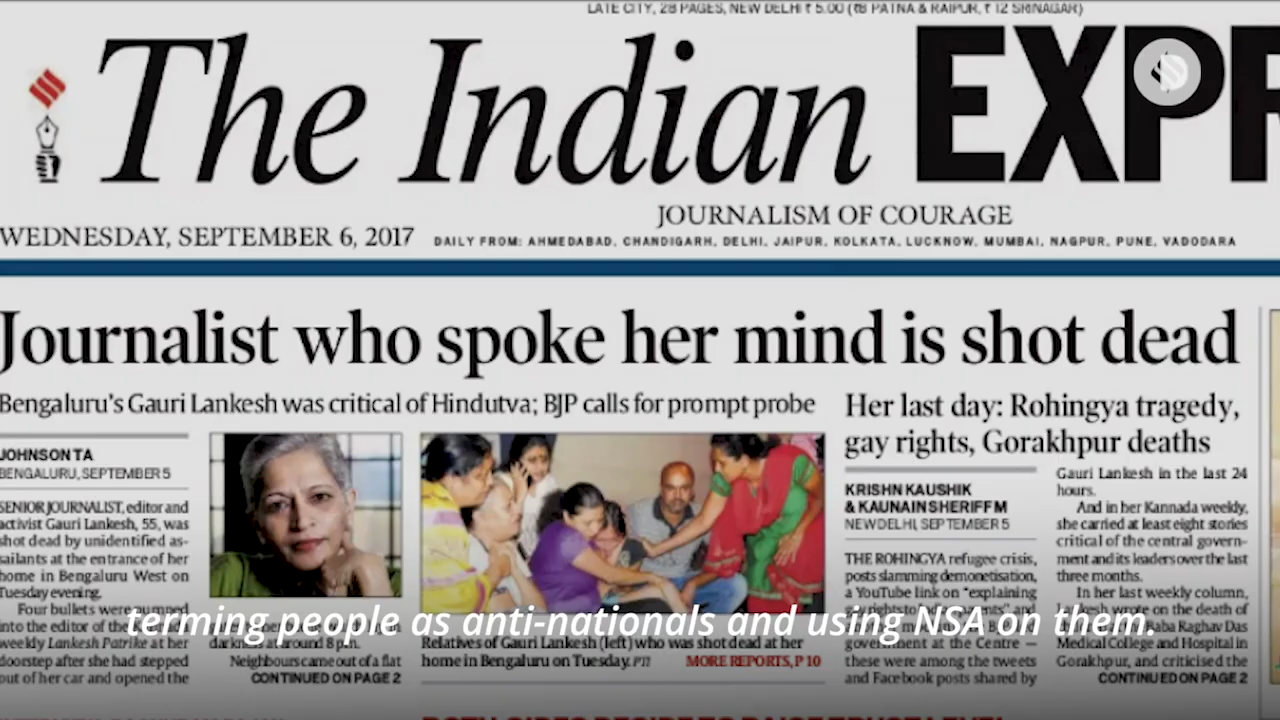 LATE CITY, 28 PAGES, NEW DELHI ₹ 5.00 (₹8 PATNA & RAIPUR, ₹ 12 SRINAGAR)
The Indian EXPR
JOURNALISM OF COURAGE
WEDNESDAY, SEPTEMBER 6, 2017
DAILY FROM: AHMEDABAD, CHANDIGARH, DELHI, JAIPUR, KOLKATA, LUCKNOW, MUMBAI, NAGPUR, PUNE, VADODARA
Journalist who spoke her mind is shot dead
Bengaluru's Gauri Lankesh was critical of Hindutva; BJP calls for prompt probe
JOHNSON TA
BENGALURU, SEPTEMBER 5
SENIOR JOURNALIST, editor and
activist Gauri Lankesh, 55, was
shot dead by unidentified as-
sailants at the entrance of her
home in Bengaluru West on
Tuesday evening.
Four bullets were pumped
into the editor of the
weekly Lankesh Patrike at her
doorstep after she had stepped
out of her car and opened the
around 8 pm.
Neighbours came out of a flat
CONTINUED ON PAGE 2
Relatives of Gauri Lankesh (left) who was shot dead at her
home in Bengaluru on Tuesday. PTI
MORE REPORTS, P 10
Her last day: Rohingya tragedy,
gay rights, Gorakhpur deaths
KRISHN KAUSHIK
& KAUNAIN SHERIFF M
NEW DELHI, SEPTEMBER 5
THE ROHINGYA refugee crisis,
posts slamming demonetisation,
a YouTube link on "explaining
government at the Centre —
these were among the tweets
and Facebook posts shared by
Gauri Lankesh in the last 24
hours.
And in her Kannada weekly,
she carried at least eight stories
critical of the central govern-
ment and its leaders over the last
three months.
In her last weekly column,
wrote on the death of
Baba Raghav Das
Medical College and Hospital in
Gorakhpur, and criticised the
CONTINUED ON PAGE 2
terming people as anti-nationals and using NSA on them.